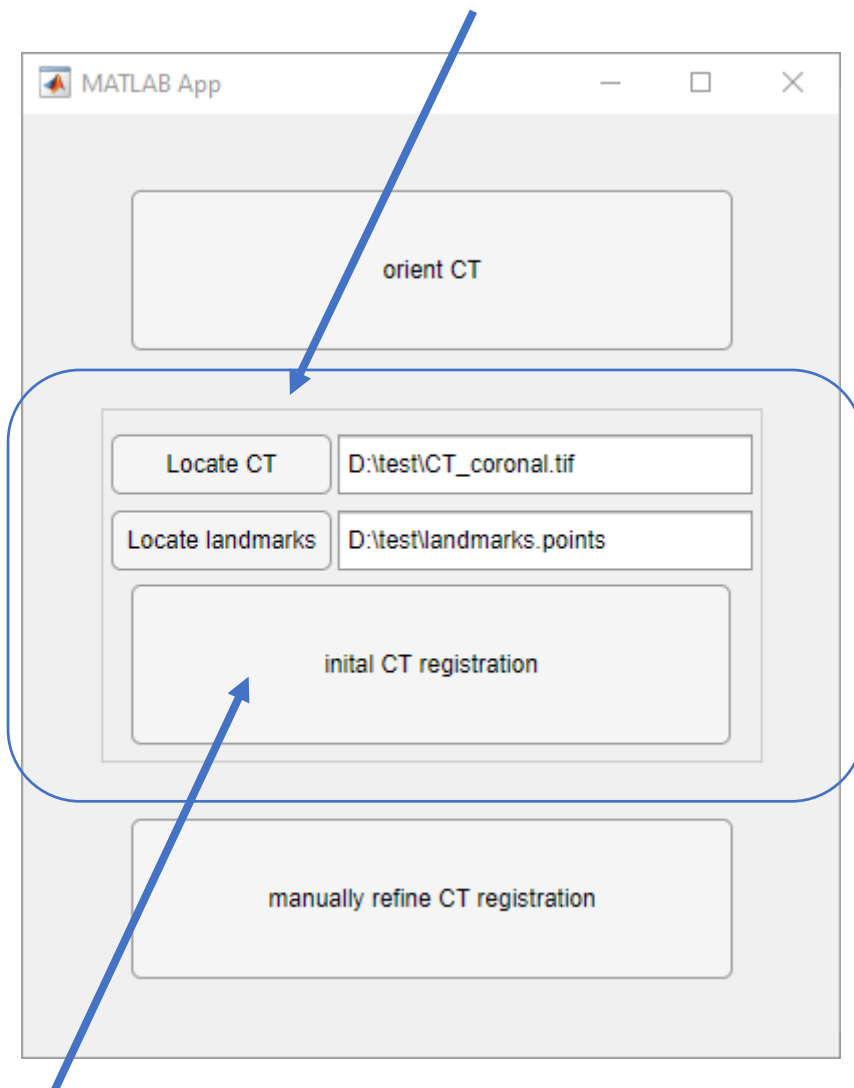 MATLAB App
orient CT
Locate CT D:\test\CT_coronal.tif
Locate landmarks D:\test\landmarks.points
inital CT registration
manually refine CT registration